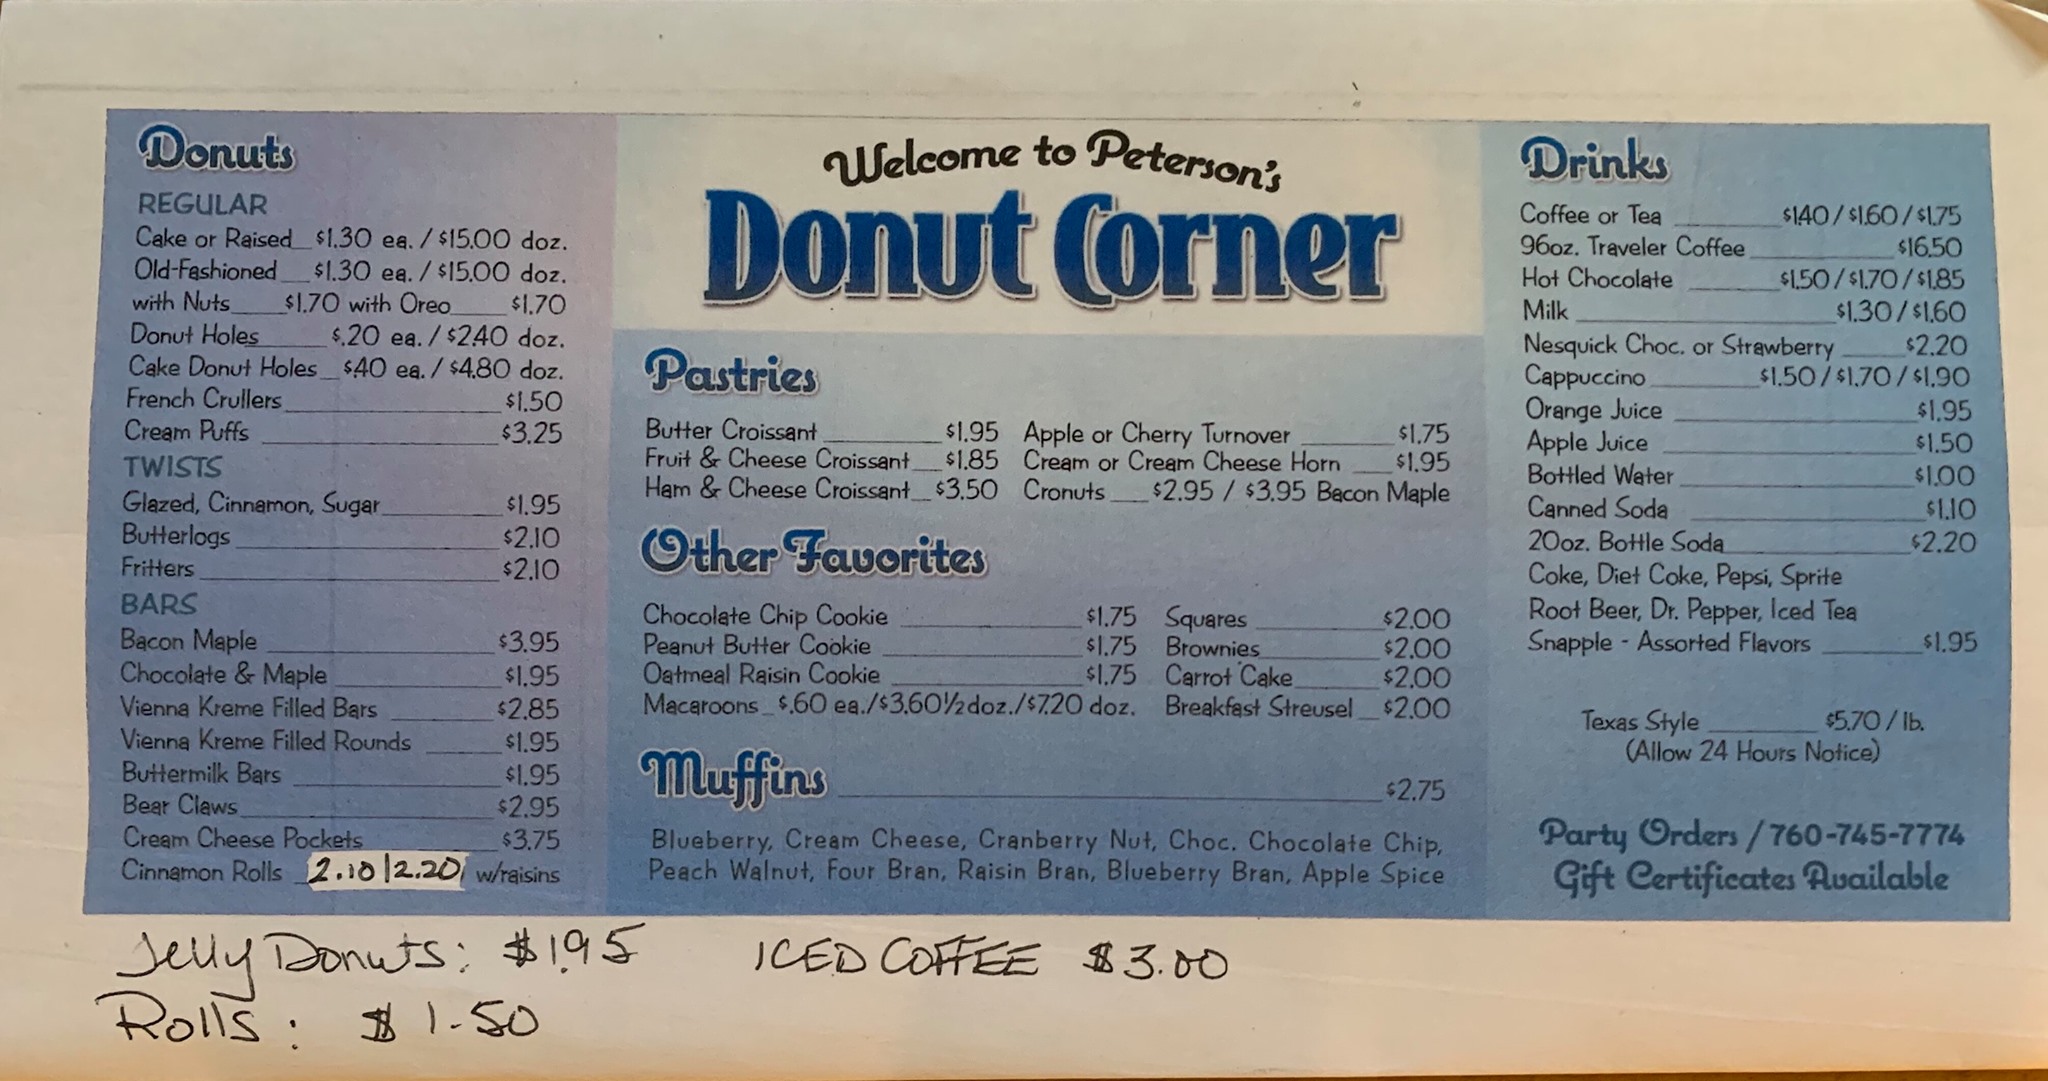 Donuts
REGULAR
Cake or Raised $1.30 ea. / $15.00 doz.
Old-Fashioned $1.30 ea. / $15.00 doz.
with Nuts $1.70 with Oreo $1.70
Donut Holes $.20 ea. / $2.40 doz.
Cake Donut Holes $.40 ea. / $4.80 doz.
French Crullers $1.50
Cream Puffs $3.25
TWISTS
Glazed, Cinnamon, Sugar $1.95
Butterlogs $2.10
Fritters $2.10
BARS
Bacon Maple $3.95
Chocolate & Maple $1.95
Vienna Kreme Filled Bars $2.85
Vienna Kreme Filled Rounds $1.95
Buttermilk Bars $1.95
Bear Claws $2.95
Cream Cheese Pockets $3.75
Cinnamon Rolls 2.10/2.20/ w/raisins
Welcome to Peterson's
Donut Corner
Pastries
Butter Croissant $1.95 Apple or Cherry Turnover $1.75
Fruit & Cheese Croissant $1.85 Cream or Cream Cheese Horn $1.95
Ham & Cheese Croissant $3.50 Cronuts $2.95 / $3.95 Bacon Maple
Other Favorites
Chocolate Chip Cookie $1.75 Squares $2.00
Peanut Butter Cookie $1.75 Brownies $2.00
Oatmeal Raisin Cookie $1.75 Carrot Cake $2.00
Macaroons $.60 ea./$3.60 ½ doz./$7.20 doz. Breakfast Streusel $2.00
Muffins $2.75
Blueberry, Cream Cheese, Cranberry Nut, Choc. Chocolate Chip,
Peach Walnut, Four Bran, Raisin Bran, Blueberry Bran, Apple Spice
Drinks
Coffee or Tea $1.40 / $1.60 / $1.75
96oz. Traveler Coffee $16.50
Hot Chocolate $1.50 / $1.70 / $1.85
Milk $1.30 / $1.60
Nesquick Choc. or Strawberry $2.20
Cappuccino $1.50 / $1.70 / $1.90
Orange Juice $1.95
Apple Juice $1.50
Bottled Water $1.00
Canned Soda $1.10
20oz. Bottle Soda $2.20
Coke, Diet Coke, Pepsi, Sprite
Root Beer, Dr. Pepper, Iced Tea
Snapple - Assorted Flavors $1.95
Texas Style $5.70 / lb.
(Allow 24 Hours Notice)
Party Orders / 760-745-7774
Gift Certificates Available
Jelly Donuts: $1.95 ICED COFFEE $3.00
Rolls: $1.50